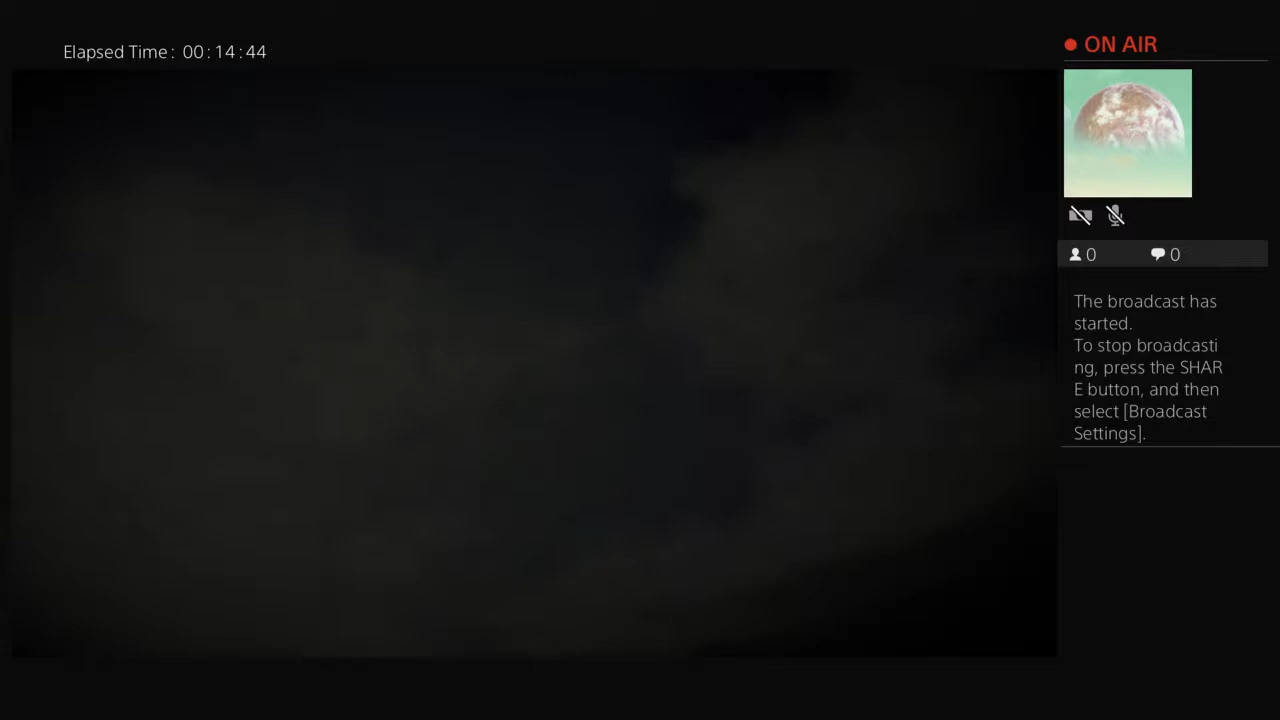 Elapsed Time: 00:14:44
ON AIR
0 0
The broadcast has
started.
To stop broadcasti
ng, press the SHAR
E button, and then
select [Broadcast
Settings].